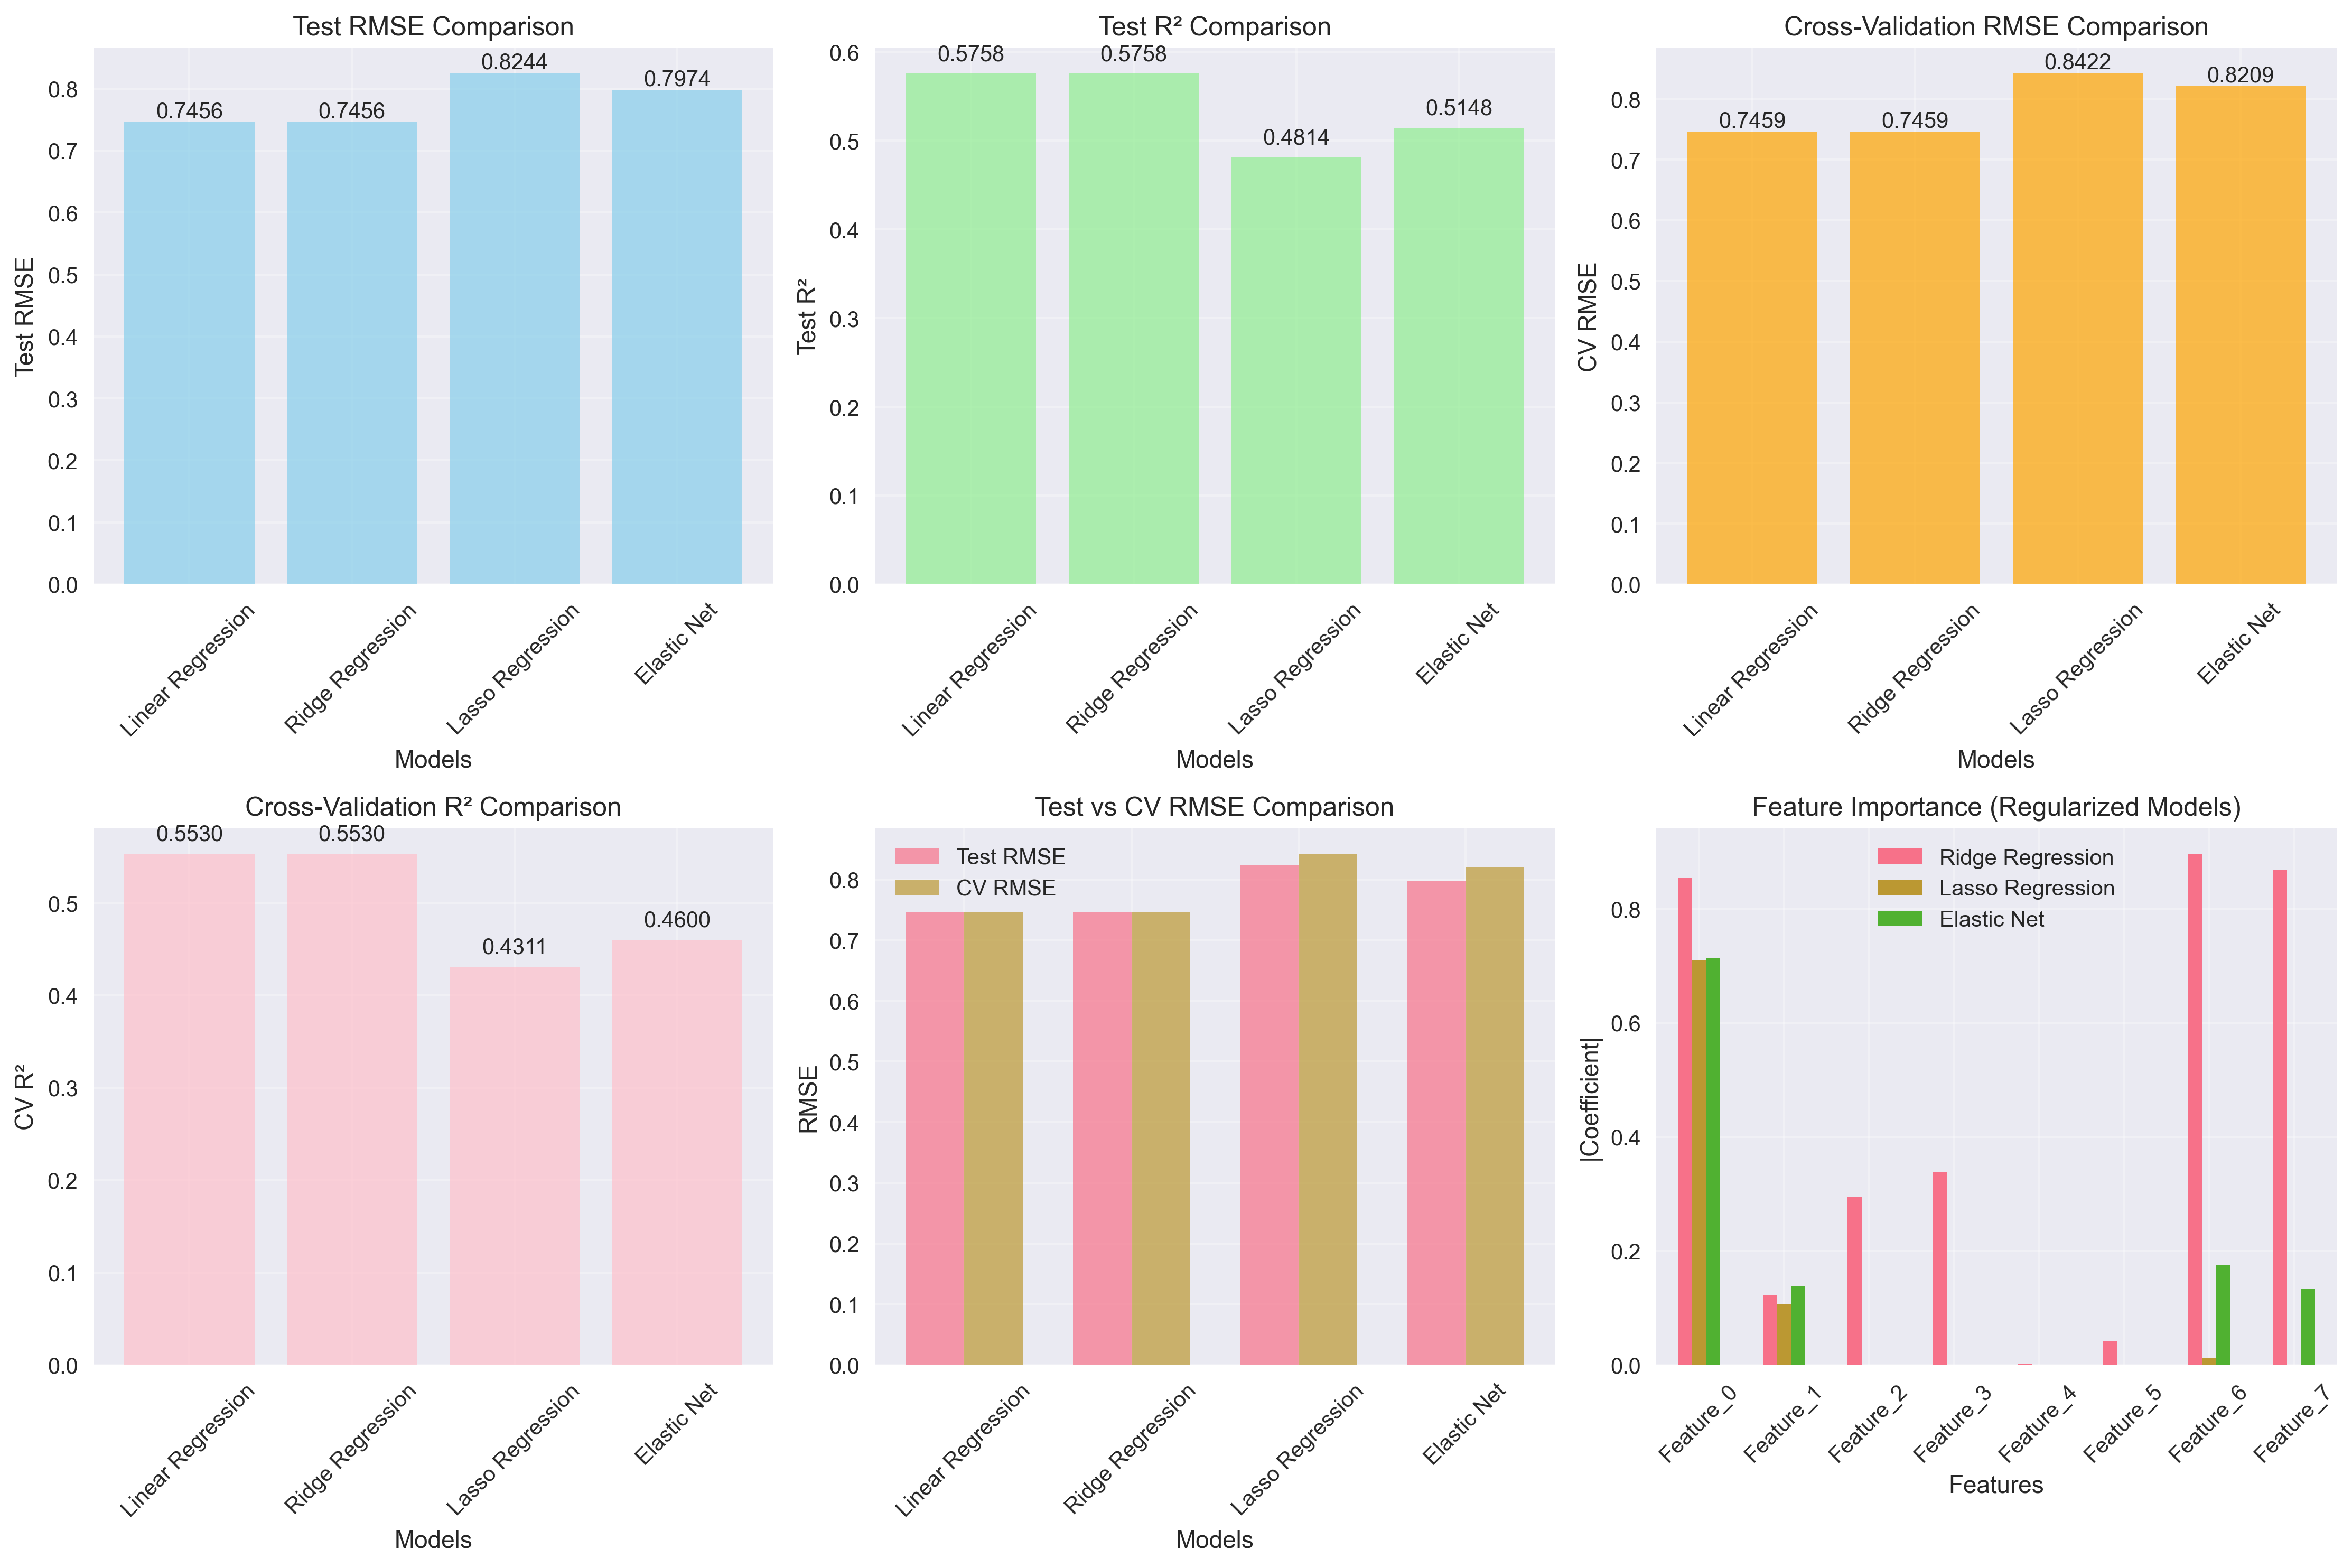 Test RMSE Comparison
Test RMSE
0.8
0.7
0.6
0.5
0.4
0.3
0.2
0.1
0.0
0.7456
0.7456
0.8244
0.7974
Linear Regression
Ridge Regression
Lasso Regression
Elastic Net
Models
Test R² Comparison
Test R²
0.6
0.5
0.4
0.3
0.2
0.1
0.0
0.5758
0.5758
0.4814
0.5148
Linear Regression
Ridge Regression
Lasso Regression
Elastic Net
Models
Cross-Validation RMSE Comparison
CV RMSE
0.8
0.7
0.6
0.5
0.4
0.3
0.2
0.1
0.0
0.7459
0.7459
0.8422
0.8209
Linear Regression
Ridge Regression
Lasso Regression
Elastic Net
Models
Cross-Validation R² Comparison
CV R²
0.5
0.4
0.3
0.2
0.1
0.0
0.5530
0.5530
0.4311
0.4600
Linear Regression
Ridge Regression
Lasso Regression
Elastic Net
Models
Test vs CV RMSE Comparison
RMSE
0.8
0.7
0.6
0.5
0.4
0.3
0.2
0.1
0.0
Test RMSE
CV RMSE
Linear Regression
Ridge Regression
Lasso Regression
Elastic Net
Models
Feature Importance (Regularized Models)
|Coefficient|
0.8
0.6
0.4
0.2
0.0
Ridge Regression
Lasso Regression
Elastic Net
Feature_0
Feature_1
Feature_2
Feature_3
Feature_4
Feature_5
Feature_6
Feature_7
Features